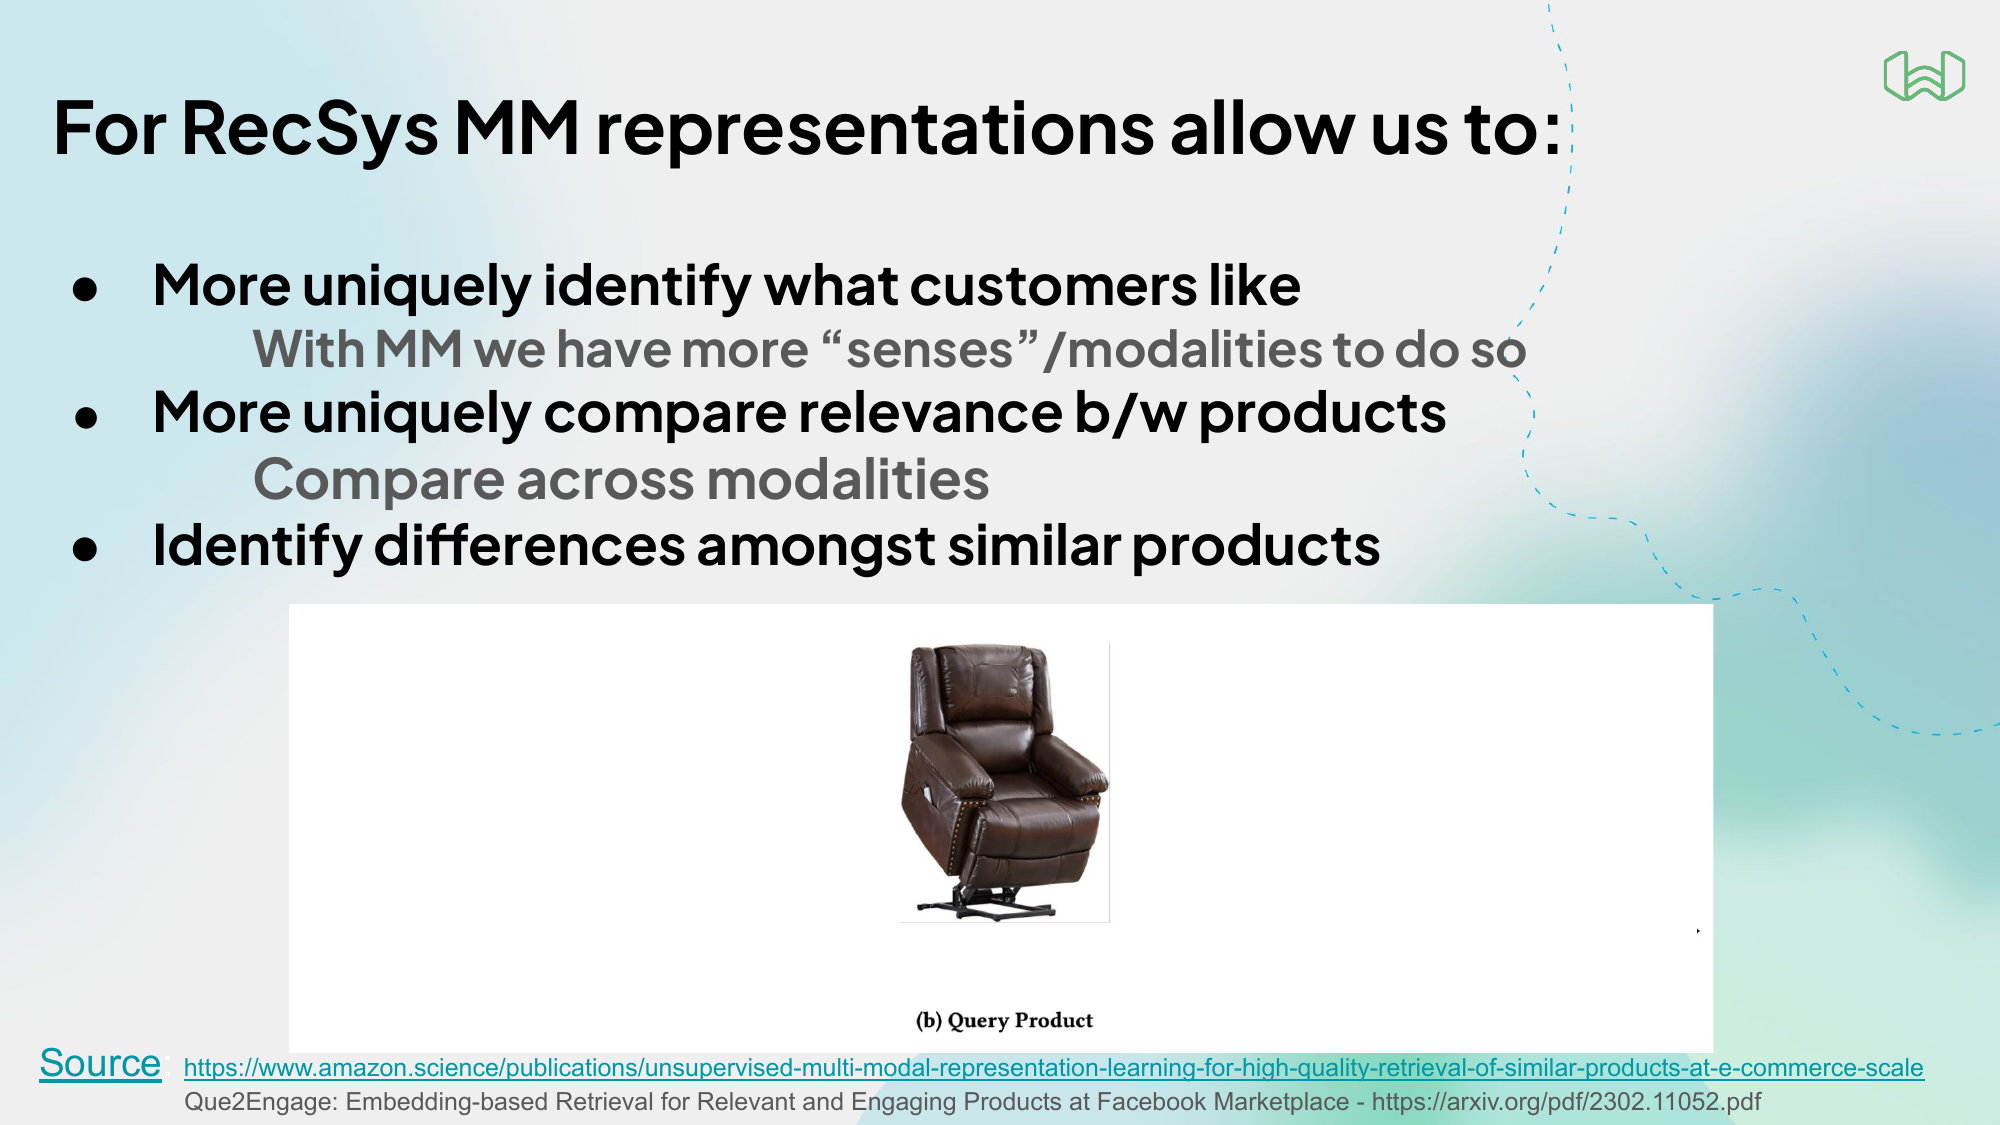 For RecSys MM representations allow us to:
● More uniquely identify what customers like
With MM we have more “senses”/modalities to do so
● More uniquely compare relevance b/w products
Compare across modalities
● Identify differences amongst similar products
(b) Query Product
Source: https://www.amazon.science/publications/unsupervised-multi-modal-representation-learning-for-high-quality-retrieval-of-similar-products-at-e-commerce-scale
Que2Engage: Embedding-based Retrieval for Relevant and Engaging Products at Facebook Marketplace - https://arxiv.org/pdf/2302.11052.pdf